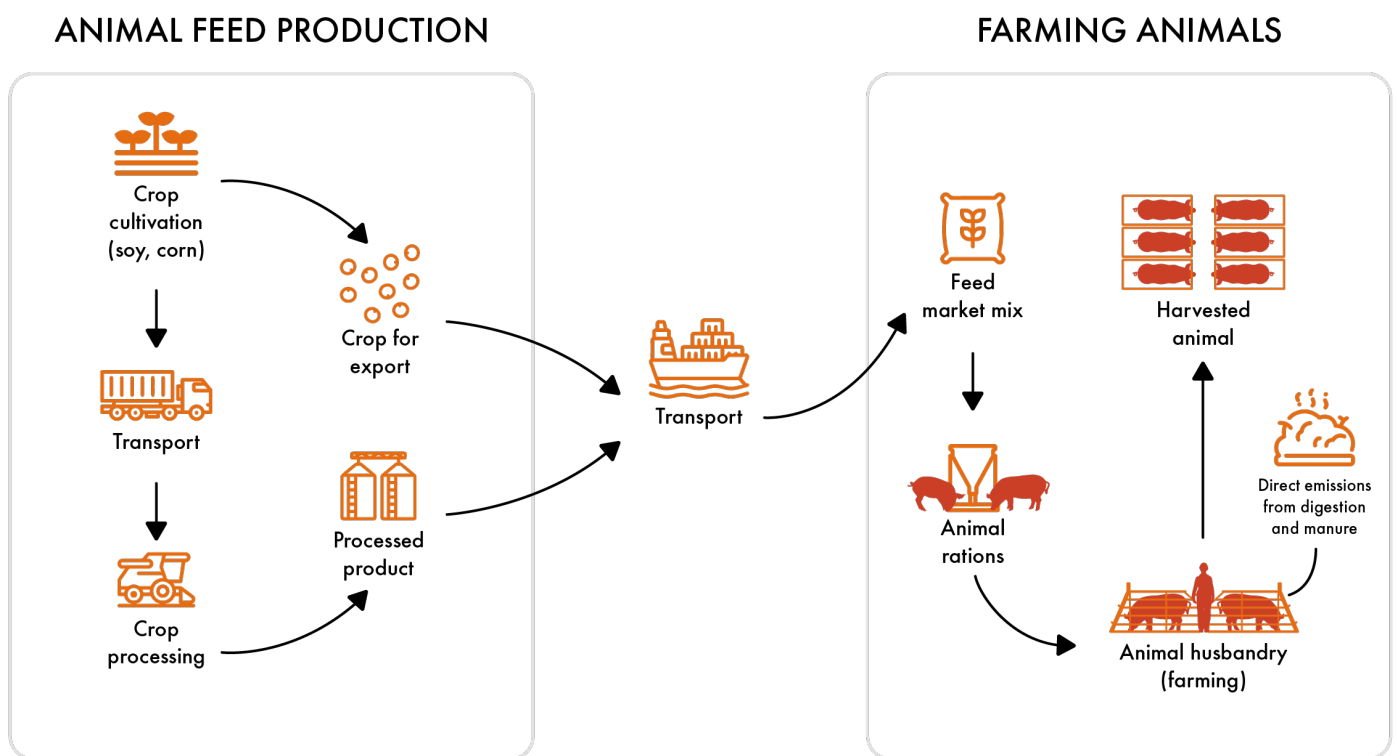 ANIMAL FEED PRODUCTION
Crop
cultivation
(soy, corn)
Transport
Crop
processing
Crop for
export
Processed
product
Transport
FARMING ANIMALS
Feed
market mix
Animal
rations
Animal husbandry
(farming)
Harvested
animal
Direct emissions
from digestion
and manure